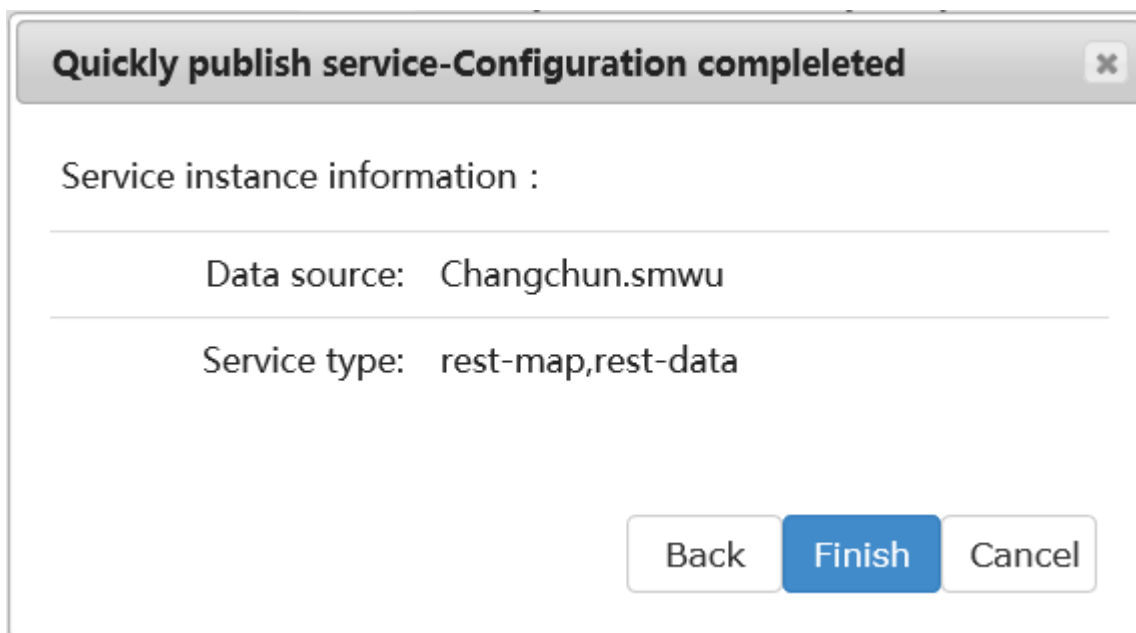 Quickly publish service-Configuration compleleted
Service instance information :
Data source: Changchun.smwu
Service type: rest-map,rest-data
Back Finish Cancel